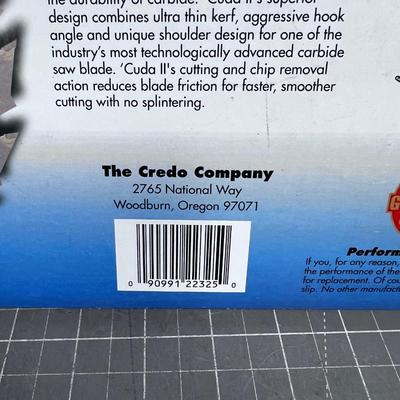 the durability of carbide. 'Cuda II's superior
design combines ultra thin kerf, aggressive hook
angle and unique shoulder design for one of the
industry's most technologically advanced carbide
saw blade. 'Cuda II's cutting and chip removal
action reduces blade friction for faster, smoother
cutting with no splintering.
The Credo Company
2765 National Way
Woodburn, Oregon 97071
0 90991 22325 0
Perform
If you, for any reason,
the performance of the
for replacement. Of cau
slip. No other manufact